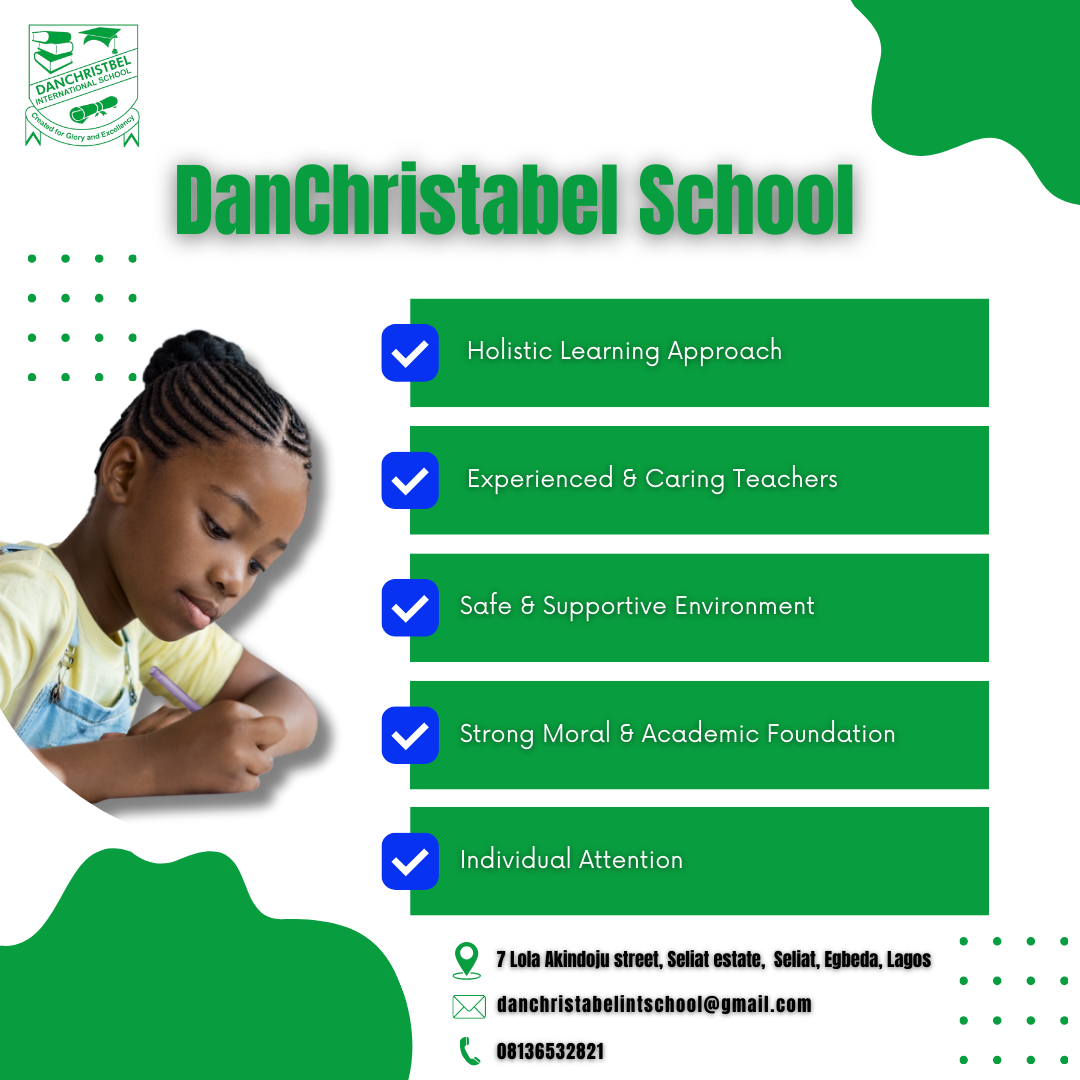 DANCHRISTBEL
INTERNATIONAL SCHOOL
Created for Glory and Excellency
DanChristabel School
Holistic Learning Approach
Experienced & Caring Teachers
Safe & Supportive Environment
Strong Moral & Academic Foundation
Individual Attention
7 Lola Akindoju street, Seliat estate, Seliat, Egbeda, Lagos
danchristabelintschool@gmail.com
08136532821